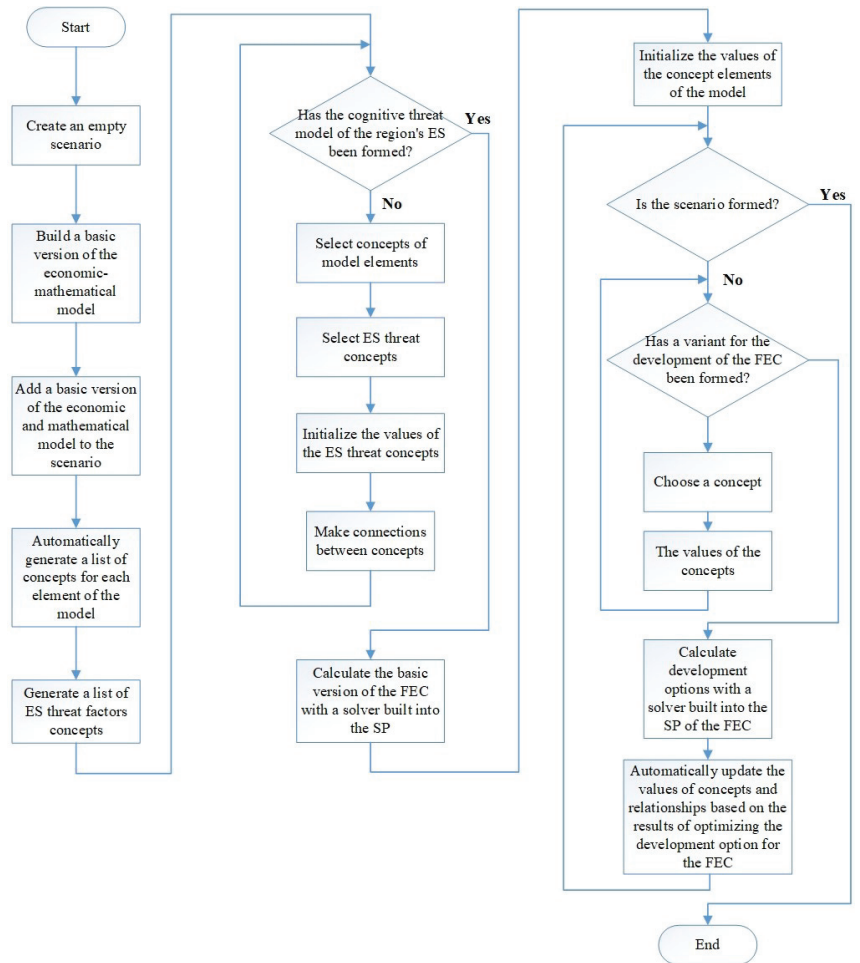 Start
Create an empty
scenario
Build a basic
version of the
economic-
mathematical
model
Add a basic version
of the economic
and mathematical
model to the
scenario
Automatically
generate a list of
concepts for each
element of the
model
Generate a list of
ES threat factors
concepts
Has the cognitive threat
model of the region's ES
been formed?
Yes
No
Select concepts of
model elements
Select ES threat
concepts
Initialize the values of
the ES threat concepts
Make connections
between concepts
Calculate the basic
version of the FEC
with a solver built into
the SP
Initialize the values of
the concept elements
of the model
Is the scenario formed?
Yes
No
Has a variant for the
development of the FEC
been formed?
Choose a concept
The values of the
concepts
Calculate
development
options with a
solver built into the
SP of the FEC
Automatically update the
values of concepts and
relationships based on the
results of optimizing the
development option for
the FEC
End